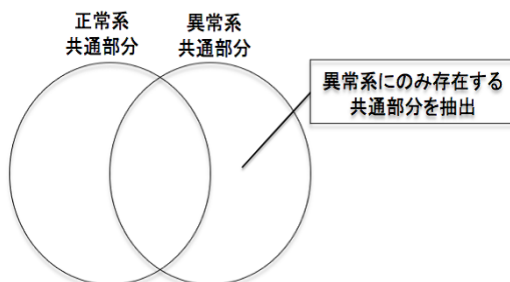 正常系
共通部分
異常系
共通部分
異常系にのみ存在する
共通部分を抽出